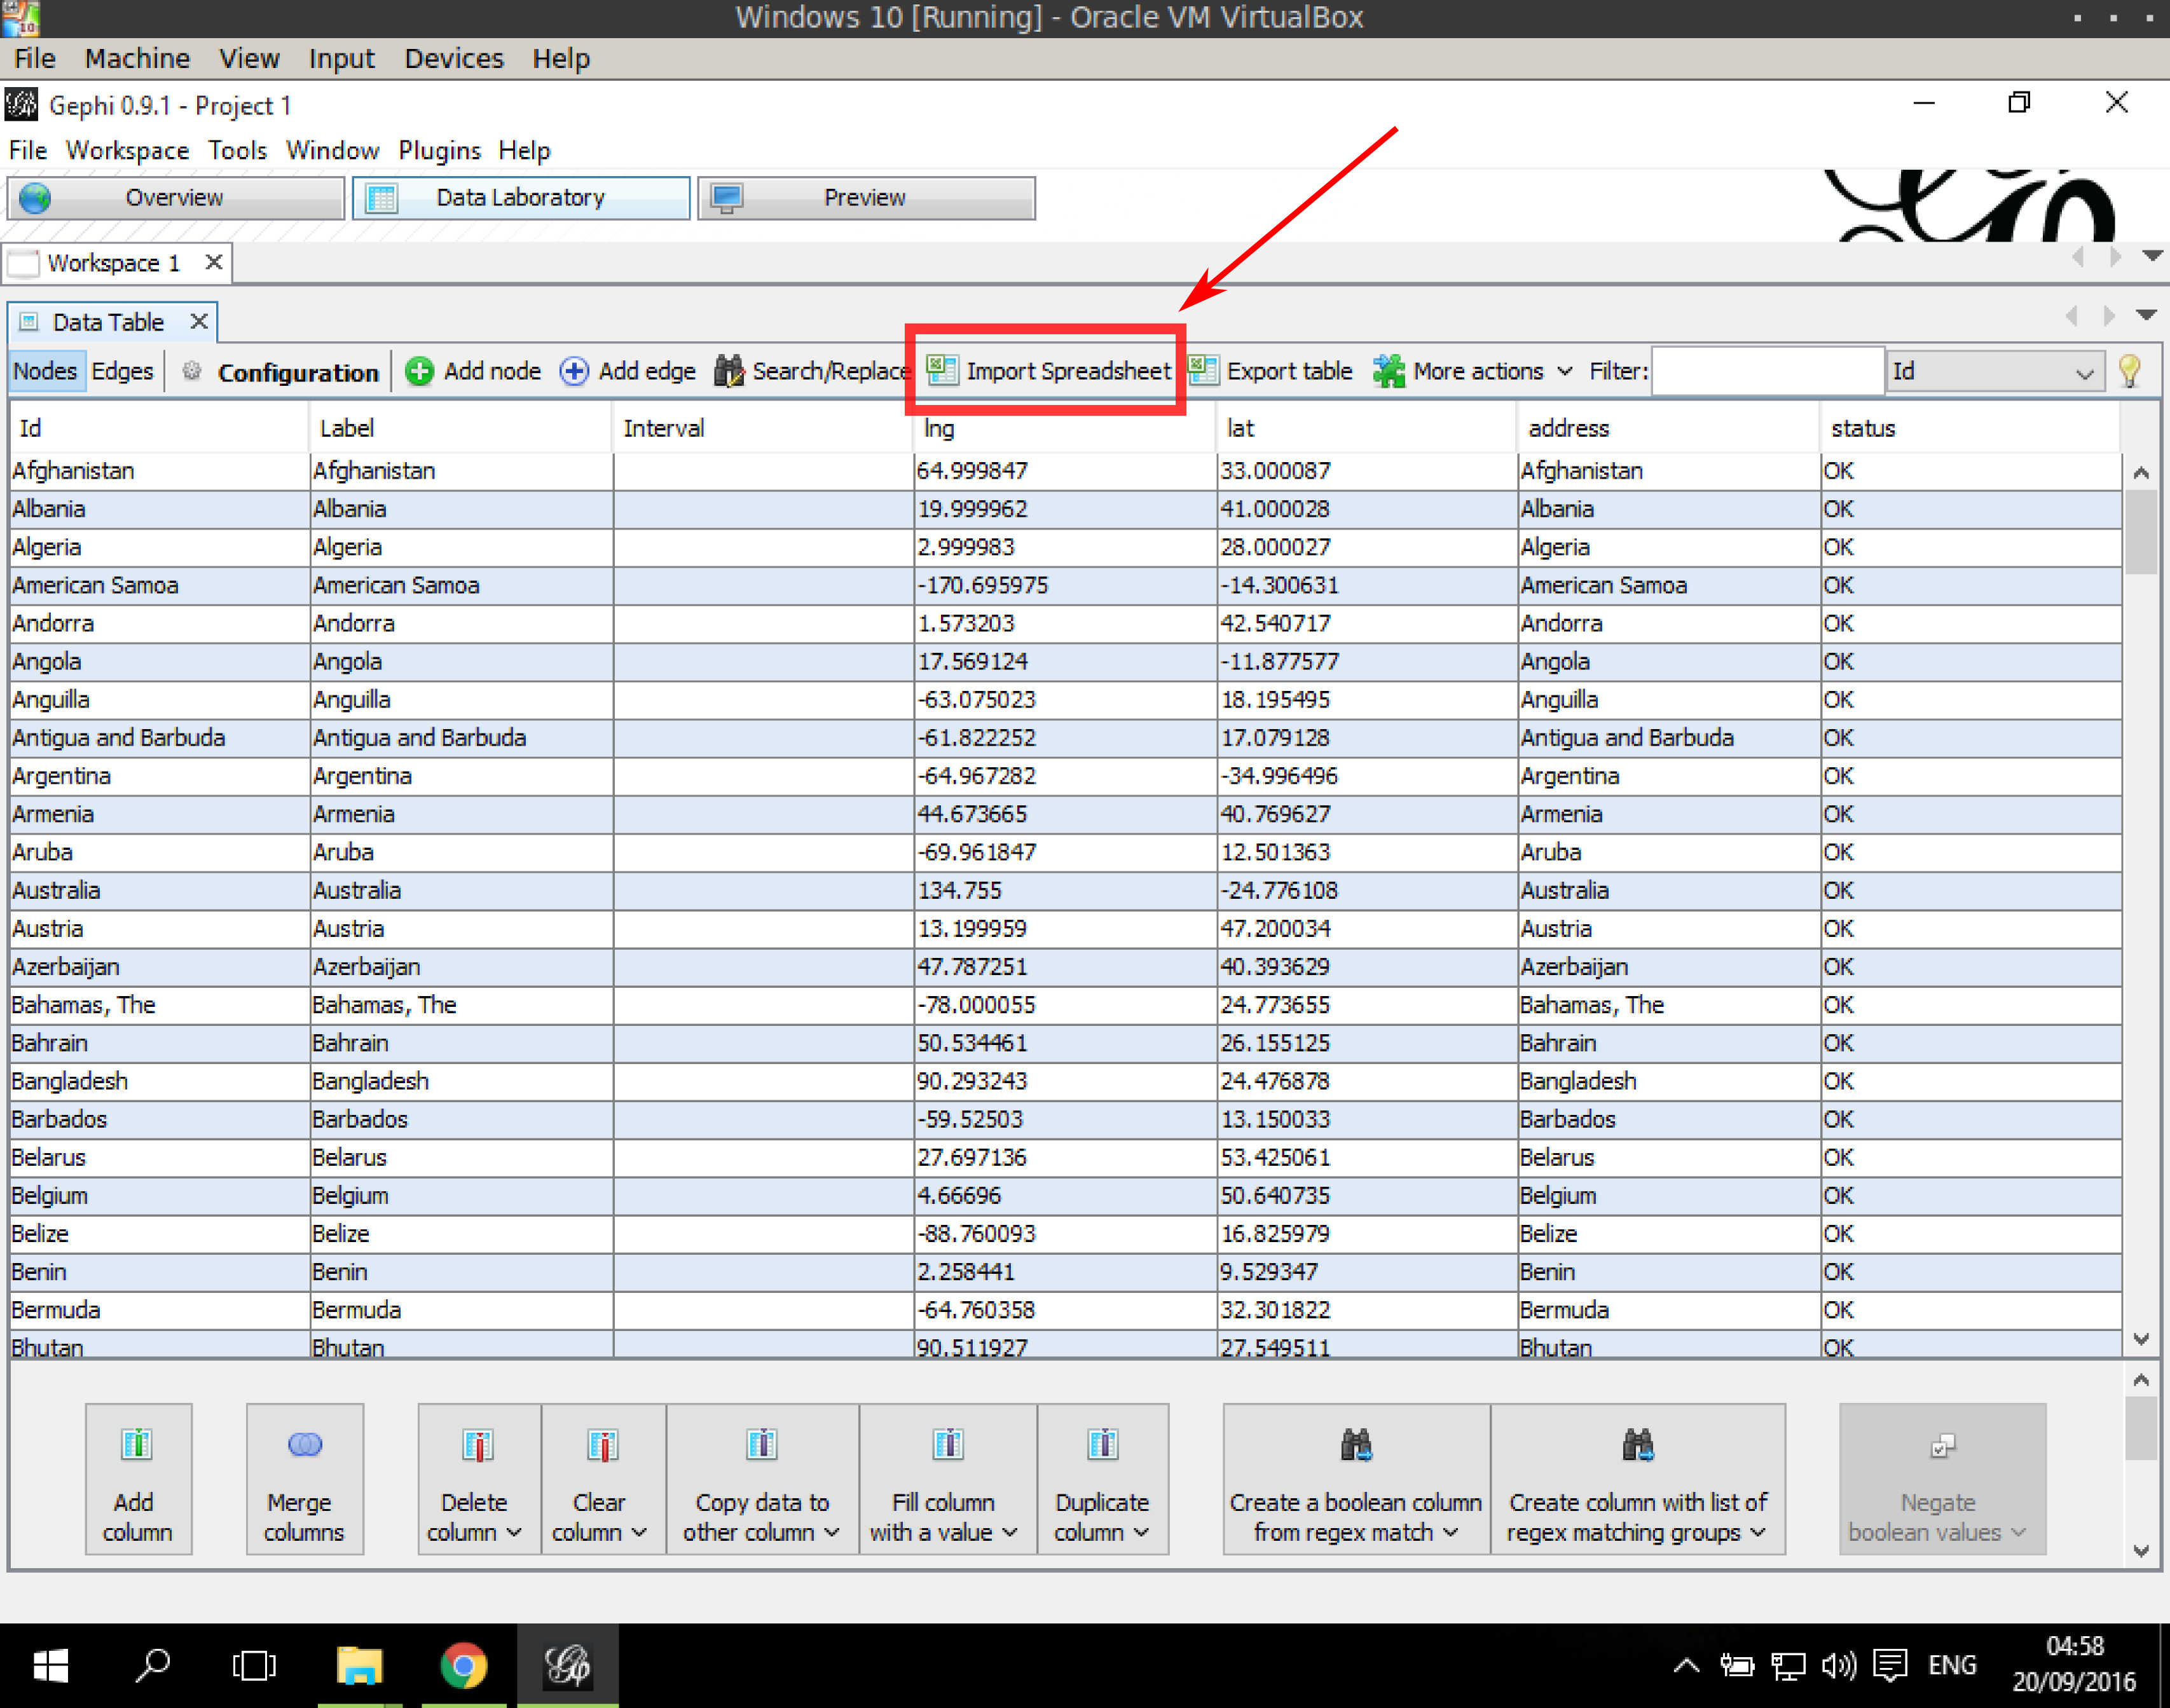 Windows 10 [Running] - Oracle VM VirtualBox
File Machine View Input Devices Help
Gephi 0.9.1 - Project 1
File Workspace Tools Window Plugins Help
Overview Data Laboratory Preview
Workspace 1
Data Table
Nodes Edges Configuration Add node Add edge Search/Replace Import Spreadsheet Export table More actions Filter: Id
Id Label Interval lng lat address status
Afghanistan Afghanistan 64.999847 33.000087 Afghanistan OK
Albania Albania 19.999962 41.000028 Albania OK
Algeria Algeria 2.999983 28.000027 Algeria OK
American Samoa American Samoa -170.695975 -14.300631 American Samoa OK
Andorra Andorra 1.573203 42.540717 Andorra OK
Angola Angola 17.569124 -11.877577 Angola OK
Anguilla Anguilla -63.075023 18.195495 Anguilla OK
Antigua and Barbuda Antigua and Barbuda -61.822252 17.079128 Antigua and Barbuda OK
Argentina Argentina -64.967282 -34.996496 Argentina OK
Armenia Armenia 44.673665 40.769627 Armenia OK
Aruba Aruba -69.961847 12.501363 Aruba OK
Australia Australia 134.755 -24.776108 Australia OK
Austria Austria 13.199959 47.200034 Austria OK
Azerbaijan Azerbaijan 47.787251 40.393629 Azerbaijan OK
Bahamas, The Bahamas, The -78.000055 24.773655 Bahamas, The OK
Bahrain Bahrain 50.534461 26.155125 Bahrain OK
Bangladesh Bangladesh 90.293243 24.476878 Bangladesh OK
Barbados Barbados -59.52503 13.150033 Barbados OK
Belarus Belarus 27.697136 53.425061 Belarus OK
Belgium Belgium 4.66696 50.640735 Belgium OK
Belize Belize -88.760093 16.825979 Belize OK
Benin Benin 2.258441 9.529347 Benin OK
Bermuda Bermuda -64.760358 32.301822 Bermuda OK
Bhutan Bhutan 90.511927 27.549511 Bhutan OK
Add column
Merge columns
Delete column
Clear column
Copy data to other column
Fill column with a value
Duplicate column
Create a boolean column from regex match
Create column with list of regex matching groups
Negate boolean values
ENG
04:58
20/09/2016